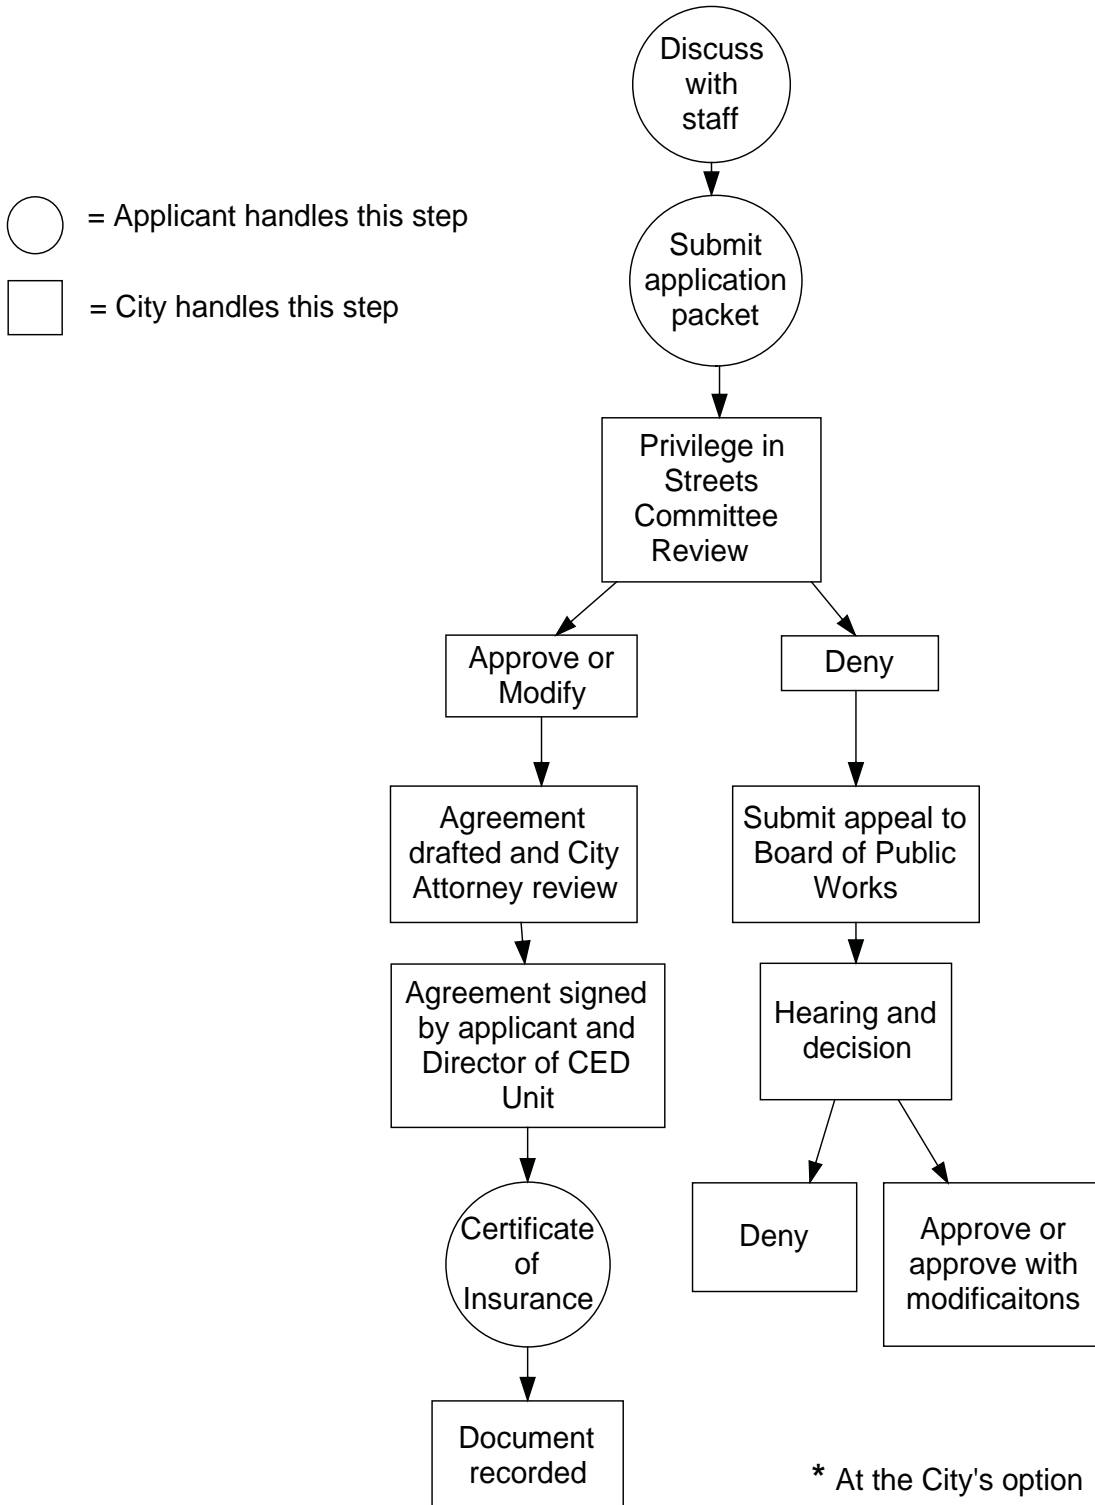 Discuss
with
staff
= Applicant handles this step
Submit
application
packet
= City handles this step
Privilege in
Streets
Committee
Review
Approve or
Modify
Deny
Agreement
drafted and City
Attorney review
Submit appeal to
Board of Public
Works
Agreement signed
by applicant and
Director of CED
Unit
Hearing and
decision
Certificate
of
Insurance
Deny
Approve or
approve with
modificaitons
Document
recorded
* At the City's option